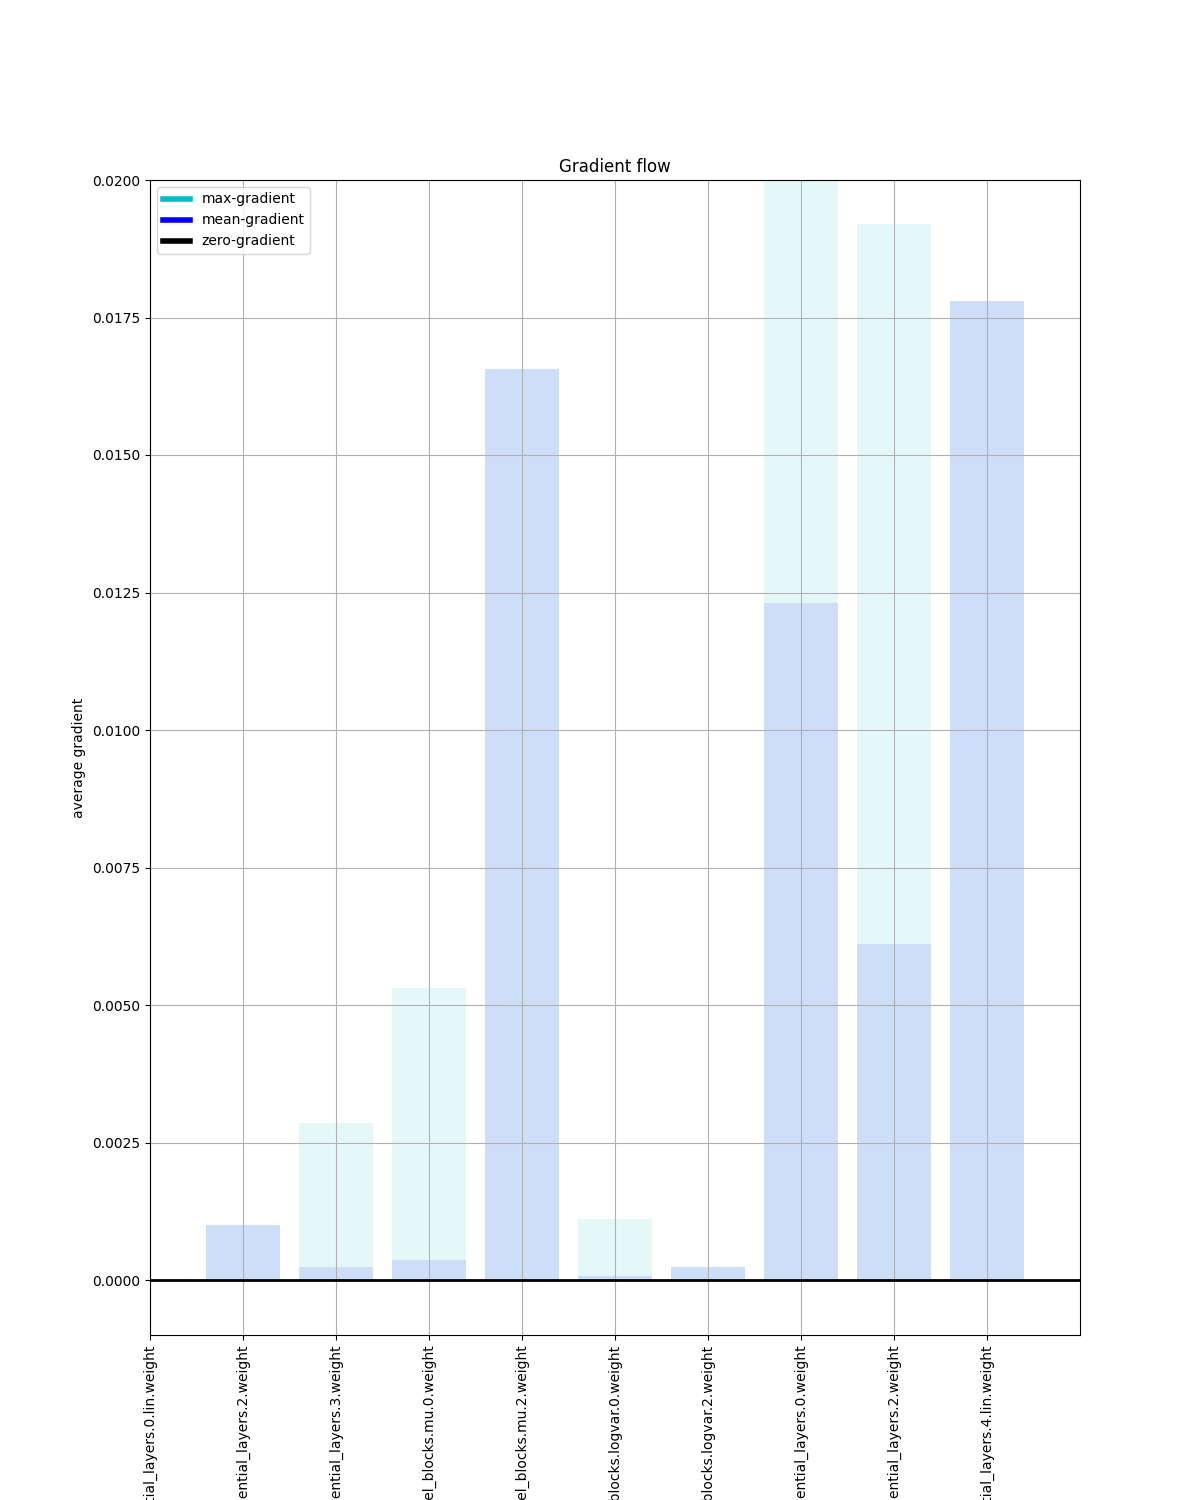 Gradient flow
max-gradient
mean-gradient
zero-gradient
average gradient
0.0200
0.0175
0.0150
0.0125
0.0100
0.0075
0.0050
0.0025
0.0000
tial_layers.0.lin.weight
ential_layers.2.weight
ential_layers.3.weight
el_blocks.mu.0.weight
el_blocks.mu.2.weight
blocks.logvar.0.weight
blocks.logvar.2.weight
ential_layers.0.weight
ential_layers.2.weight
tial_layers.4.lin.weight